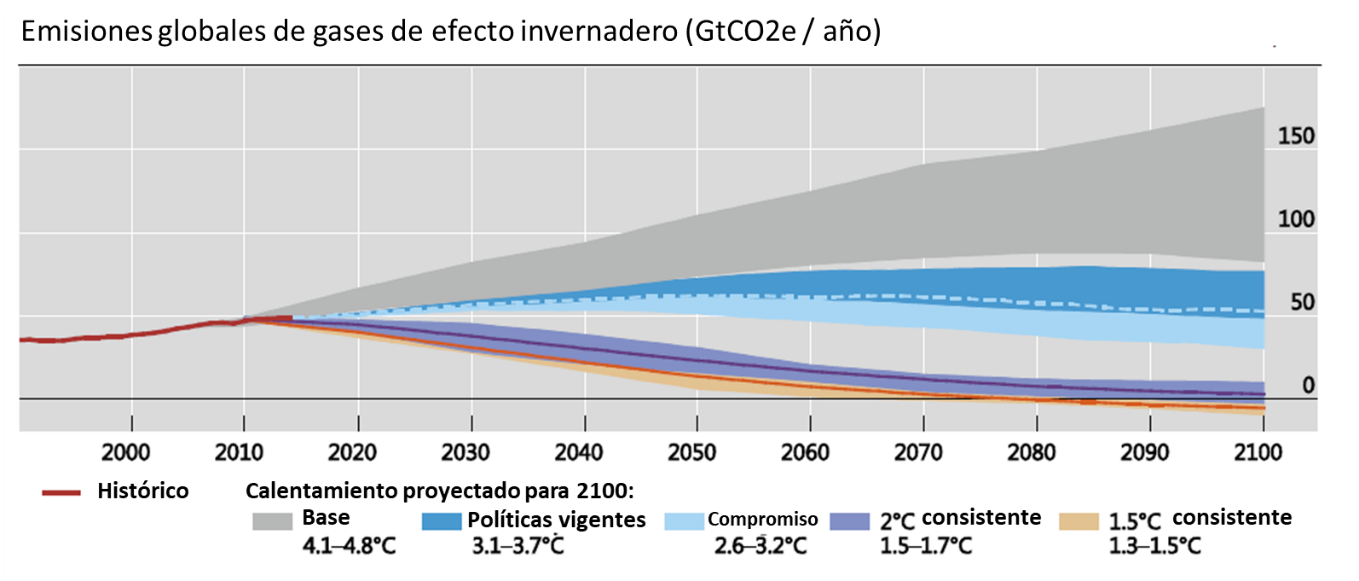 Emisiones globales de gases de efecto invernadero (GtCO2e / año)
150
100
50
0
2000 2010 2020 2030 2040 2050 2060 2070 2080 2090 2100
Histórico Calentamiento proyectado para 2100:
Base Políticas vigentes Compromiso 2°C consistente 1.5°C consistente
4.1–4.8°C 3.1–3.7°C 2.6–3.2°C 1.5–1.7°C 1.3–1.5°C